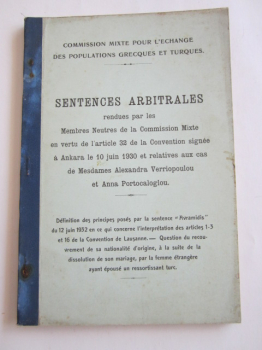 COMMISSION MIXTE POUR L'ECHANGE
DES POPULATIONS GRECQUES ET TURQUES.
SENTENCES ARBITRALES
rendues par les
Membres Neutres de la Commission Mixte
en vertu de l'article 32 de la Convention signée
à Ankara le 10 juin 1930 et relatives aux cas
de Mesdames Alexandra Verriopoulou
et Anna Portocaloglou.
Définition des principes posés par la sentence "Paramidis"
du 12 juin 1932 en ce qui concerne l'interprétation des articles 1-3
et 16 de la Convention de Lausanne.— Question du recou-
vrement de sa nationalité d'origine, à la suite de la
dissolution de son mariage, par la femme étrangère
ayant épousé un ressortissant turc.